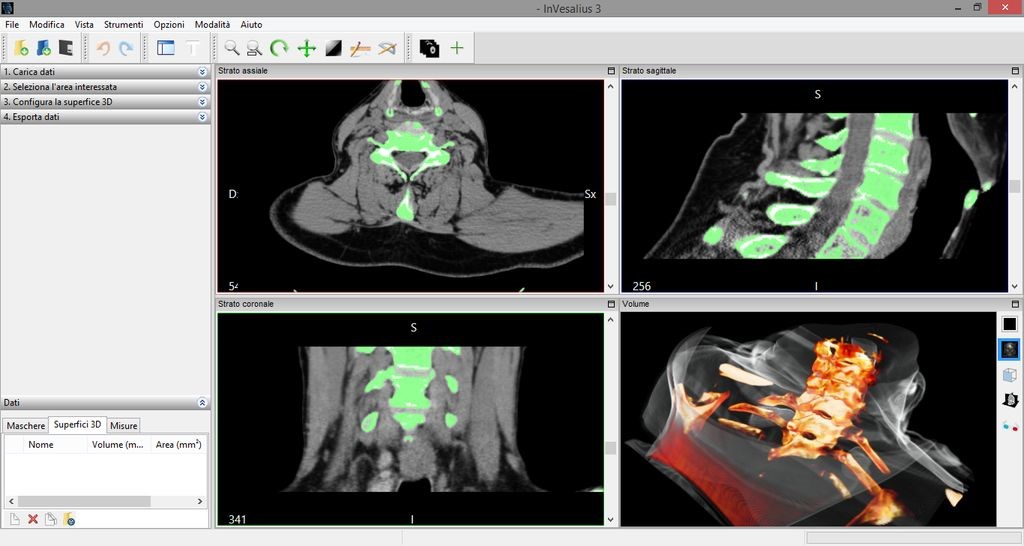 - InVesalius 3
File Modifica Vista Strumenti Opzioni Modalità Aiuto
1. Carica dati
2. Seleziona l'area interessata
3. Configura la superfice 3D
4. Esporta dati
Dati
Maschere Superfici 3D Misure
Nome Volume (m... Area (mm²)
Strato assiale
D:
Sx
54
Strato sagittale
S
256
I
Strato coronale
S
341
I
Volume